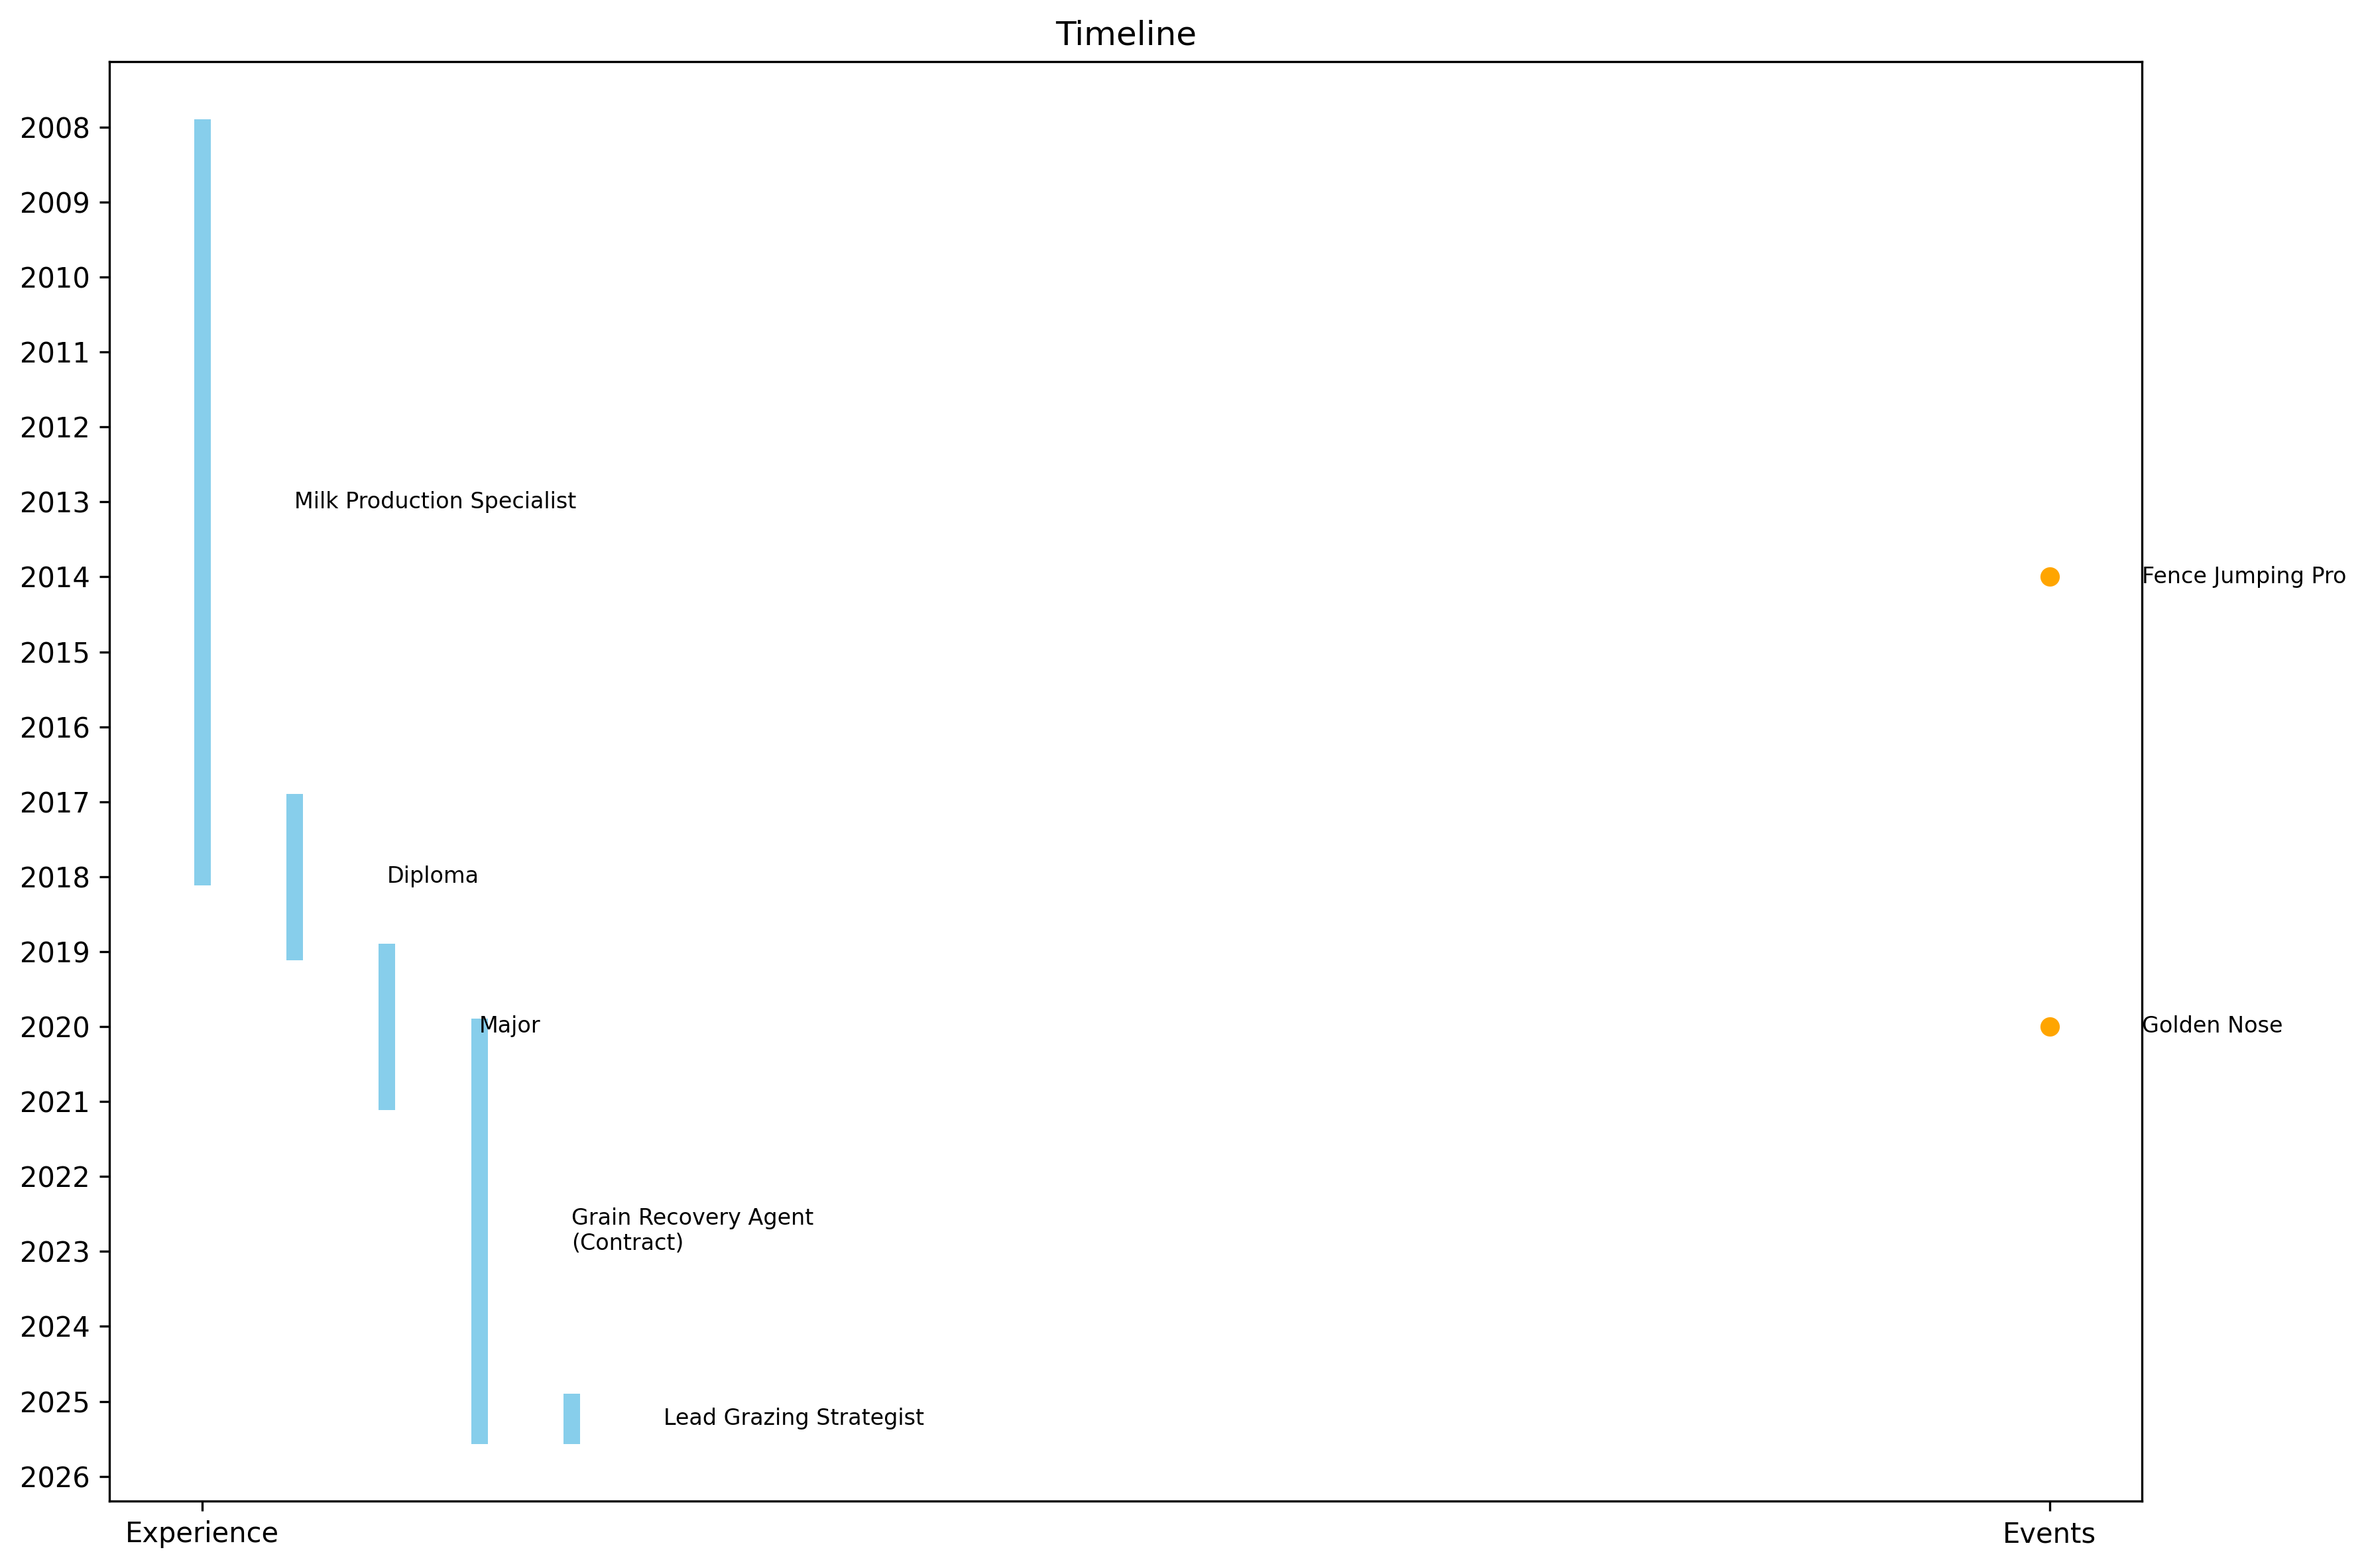 Timeline
2008
2009
2010
2011
2012
2013
2014
2015
2016
2017
2018
2019
2020
2021
2022
2023
2024
2025
2026
Milk Production Specialist
Diploma
Major
Grain Recovery Agent
(Contract)
Lead Grazing Strategist
Fence Jumping Pro
Golden Nose
Experience
Events